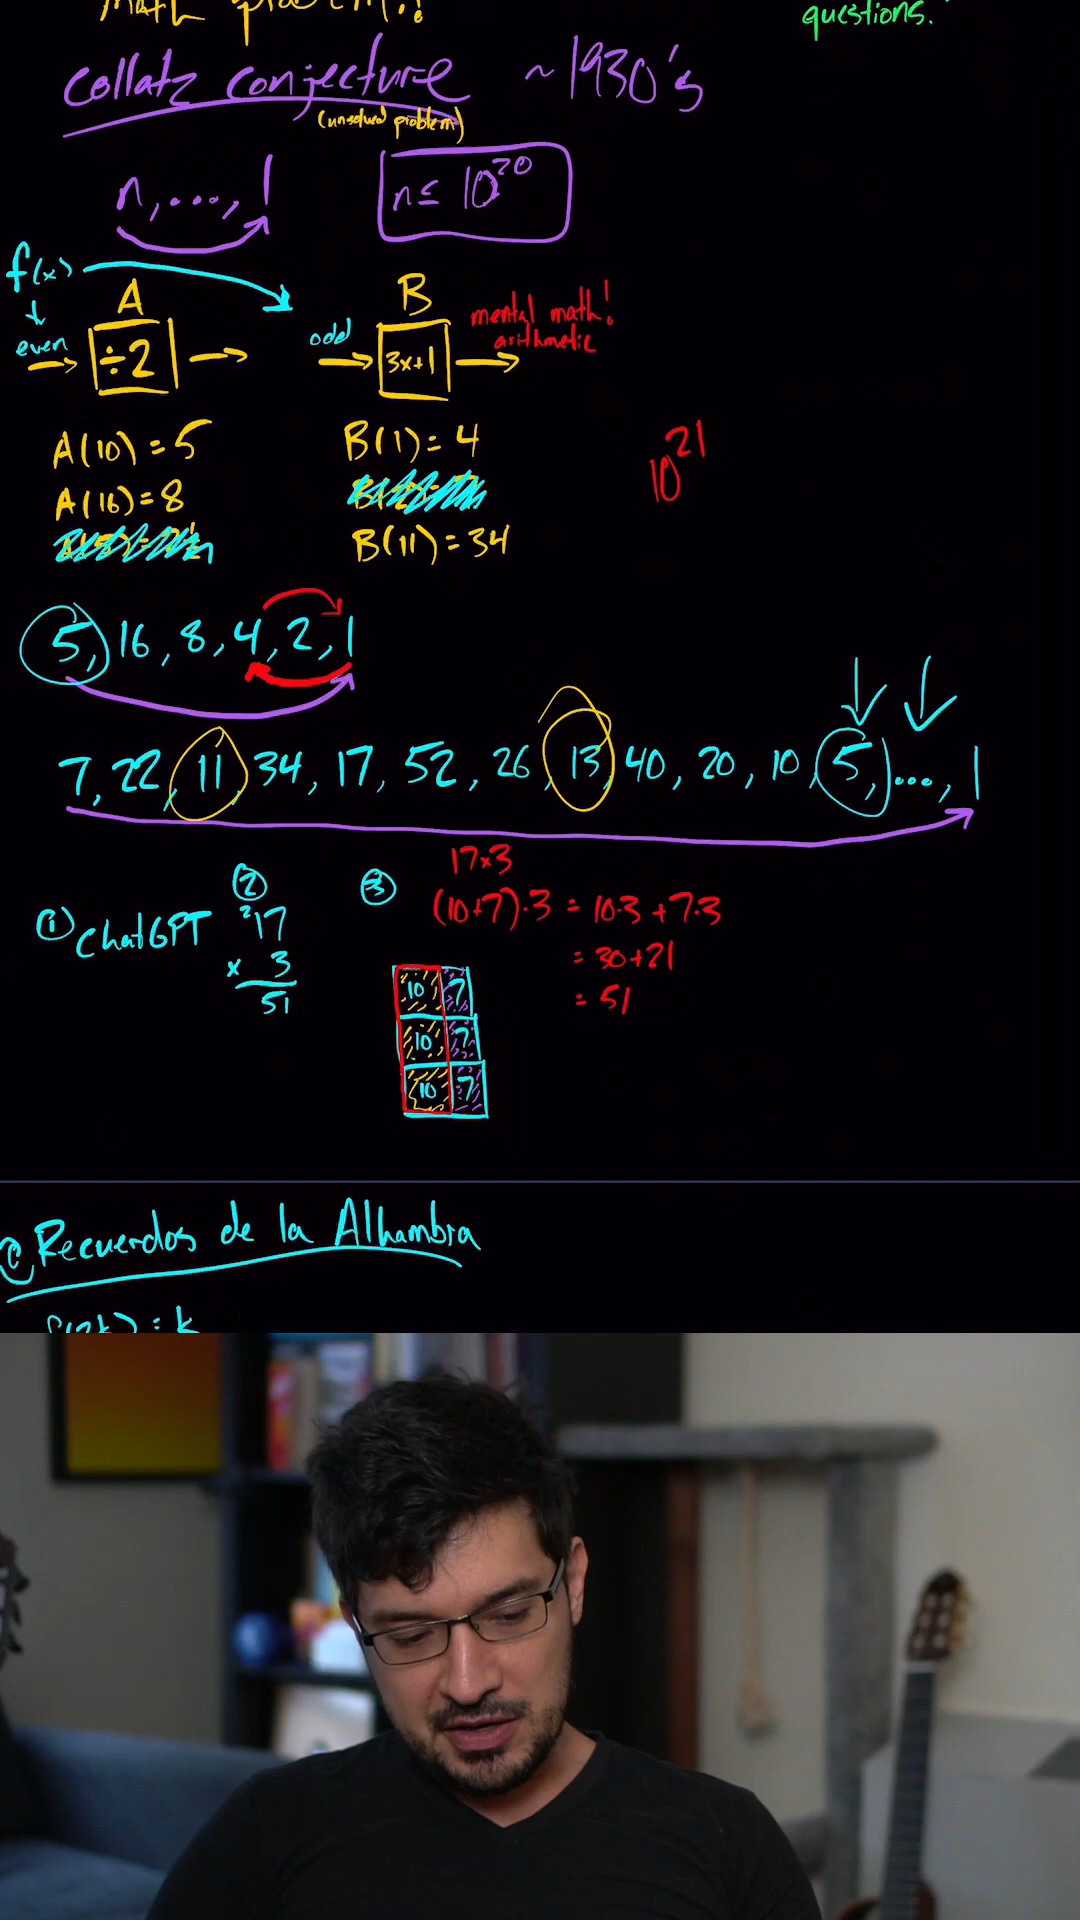 Math problem!!
questions.
Collatz conjecture ~1930's
(unsolved problem)
n, ..., 1
n ≤ 10^20
f(x)
A
B
even
÷2
odd
3x+1
mental math!
arithmetic
A(10) = 5
B(1) = 4
A(16) = 8
B(11) = 34
10^21
5, 16, 8, 4, 2, 1
7, 22, 11, 34, 17, 52, 26, 13, 40, 20, 10, 5, ..., 1
① ChatGPT
②
²17
× 3
51
③
17×3
(10+7)·3 = 10·3 + 7·3
= 30+21
= 51
10 7
10 7
10 7
Recuerdos de la Alhambra